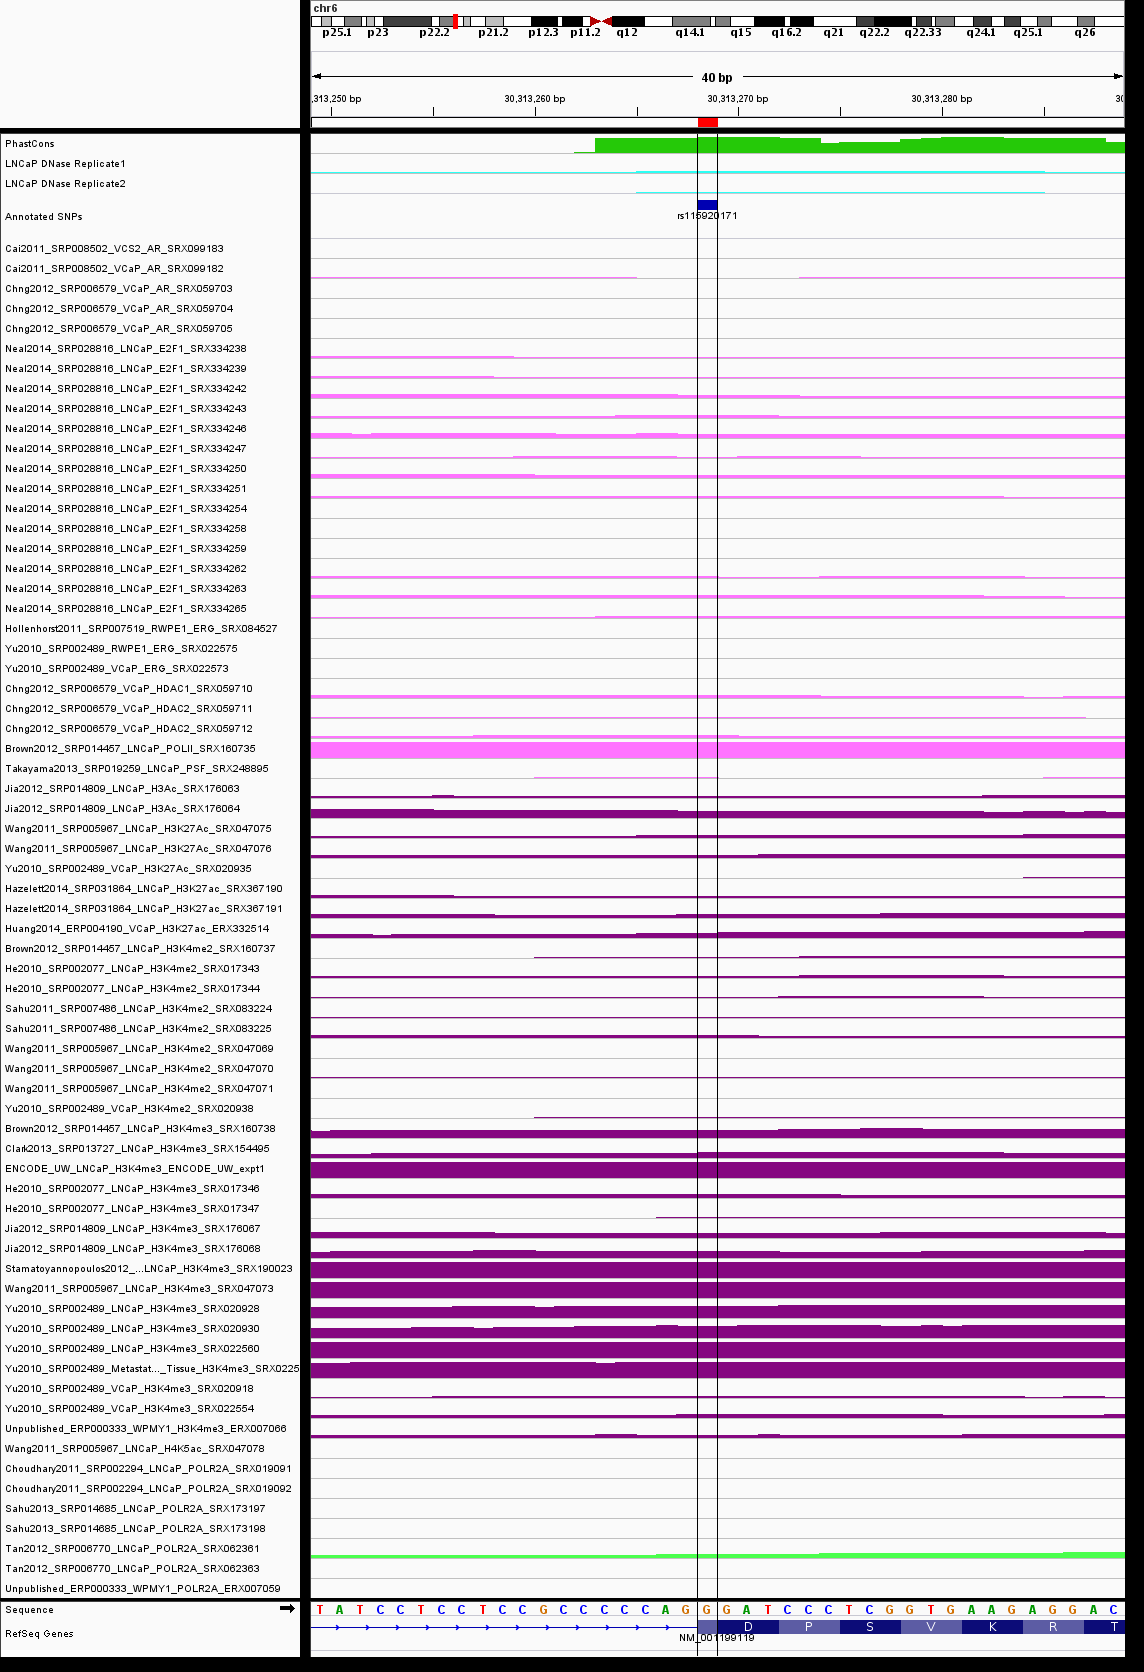 chr6
p25.1 p23 p22.2 p21.2 p12.3 p11.2 q12 q14.1 q15 q16.2 q21 q22.2 q22.33 q24.1 q25.1 q26
40 bp
,313,250 bp 30,313,260 bp 30,313,270 bp 30,313,280 bp 30
PhastCons
LNCaP DNase Replicate1
LNCaP DNase Replicate2
Annotated SNPs rs115920171
Cai2011_SRP008502_VCS2_AR_SRX099183
Cai2011_SRP008502_VCaP_AR_SRX099182
Chng2012_SRP006579_VCaP_AR_SRX059703
Chng2012_SRP006579_VCaP_AR_SRX059704
Chng2012_SRP006579_VCaP_AR_SRX059705
Neal2014_SRP028816_LNCaP_E2F1_SRX334238
Neal2014_SRP028816_LNCaP_E2F1_SRX334239
Neal2014_SRP028816_LNCaP_E2F1_SRX334242
Neal2014_SRP028816_LNCaP_E2F1_SRX334243
Neal2014_SRP028816_LNCaP_E2F1_SRX334246
Neal2014_SRP028816_LNCaP_E2F1_SRX334247
Neal2014_SRP028816_LNCaP_E2F1_SRX334250
Neal2014_SRP028816_LNCaP_E2F1_SRX334251
Neal2014_SRP028816_LNCaP_E2F1_SRX334254
Neal2014_SRP028816_LNCaP_E2F1_SRX334258
Neal2014_SRP028816_LNCaP_E2F1_SRX334259
Neal2014_SRP028816_LNCaP_E2F1_SRX334262
Neal2014_SRP028816_LNCaP_E2F1_SRX334263
Neal2014_SRP028816_LNCaP_E2F1_SRX334265
Hollenhorst2011_SRP007519_RWPE1_ERG_SRX084527
Yu2010_SRP002489_RWPE1_ERG_SRX022575
Yu2010_SRP002489_VCaP_ERG_SRX022573
Chng2012_SRP006579_VCaP_HDAC1_SRX059710
Chng2012_SRP006579_VCaP_HDAC2_SRX059711
Chng2012_SRP006579_VCaP_HDAC2_SRX059712
Brown2012_SRP014457_LNCaP_POLII_SRX160735
Takayama2013_SRP019259_LNCaP_PSF_SRX248895
Jia2012_SRP014809_LNCaP_H3Ac_SRX176063
Jia2012_SRP014809_LNCaP_H3Ac_SRX176064
Wang2011_SRP005967_LNCaP_H3K27Ac_SRX047075
Wang2011_SRP005967_LNCaP_H3K27Ac_SRX047076
Yu2010_SRP002489_VCaP_H3K27Ac_SRX020935
Hazelett2014_SRP031864_LNCaP_H3K27ac_SRX367190
Hazelett2014_SRP031864_LNCaP_H3K27ac_SRX367191
Huang2014_ERP004190_VCaP_H3K27ac_ERX332514
Brown2012_SRP014457_LNCaP_H3K4me2_SRX160737
He2010_SRP002077_LNCaP_H3K4me2_SRX017343
He2010_SRP002077_LNCaP_H3K4me2_SRX017344
Sahu2011_SRP007486_LNCaP_H3K4me2_SRX083224
Sahu2011_SRP007486_LNCaP_H3K4me2_SRX083225
Wang2011_SRP005967_LNCaP_H3K4me2_SRX047069
Wang2011_SRP005967_LNCaP_H3K4me2_SRX047070
Wang2011_SRP005967_LNCaP_H3K4me2_SRX047071
Yu2010_SRP002489_VCaP_H3K4me2_SRX020938
Brown2012_SRP014457_LNCaP_H3K4me3_SRX160738
Clark2013_SRP013727_LNCaP_H3K4me3_SRX154495
ENCODE_UW_LNCaP_H3K4me3_ENCODE_UW_expt1
He2010_SRP002077_LNCaP_H3K4me3_SRX017346
He2010_SRP002077_LNCaP_H3K4me3_SRX017347
Jia2012_SRP014809_LNCaP_H3K4me3_SRX176067
Jia2012_SRP014809_LNCaP_H3K4me3_SRX176068
Stamatoyannopoulos2012_...LNCaP_H3K4me3_SRX190023
Wang2011_SRP005967_LNCaP_H3K4me3_SRX047073
Yu2010_SRP002489_LNCaP_H3K4me3_SRX020928
Yu2010_SRP002489_LNCaP_H3K4me3_SRX020930
Yu2010_SRP002489_LNCaP_H3K4me3_SRX022560
Yu2010_SRP002489_Metastat..._Tissue_H3K4me3_SRX0225
Yu2010_SRP002489_VCaP_H3K4me3_SRX020918
Yu2010_SRP002489_VCaP_H3K4me3_SRX022554
Unpublished_ERP000333_WPMY1_H3K4me3_ERX007066
Wang2011_SRP005967_LNCaP_H4K5ac_SRX047078
Choudhary2011_SRP002294_LNCaP_POLR2A_SRX019091
Choudhary2011_SRP002294_LNCaP_POLR2A_SRX019092
Sahu2013_SRP014685_LNCaP_POLR2A_SRX173197
Sahu2013_SRP014685_LNCaP_POLR2A_SRX173198
Tan2012_SRP006770_LNCaP_POLR2A_SRX062361
Tan2012_SRP006770_LNCaP_POLR2A_SRX062363
Unpublished_ERP000333_WPMY1_POLR2A_ERX007059
Sequence T A T C C T C C T C C G C C C C C A G G G A T C C C T C G G T G A A G A G G A C
RefSeq Genes D P S V K R T
NM_001199119